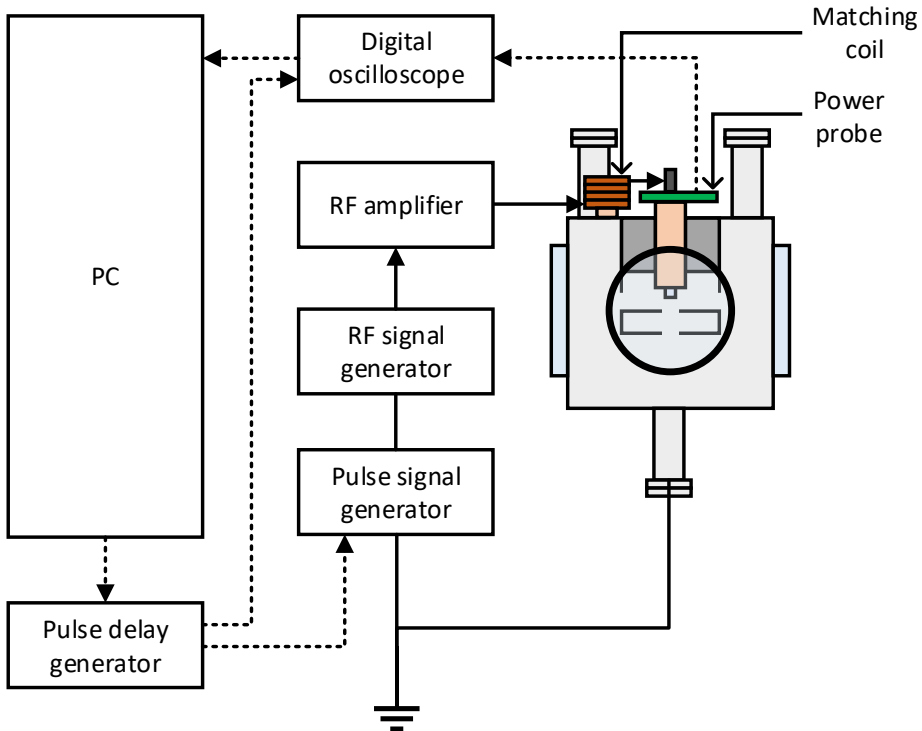 Matching
coil
Digital
oscilloscope
Power
probe
RF amplifier
PC
RF signal
generator
Pulse signal
generator
Pulse delay
generator